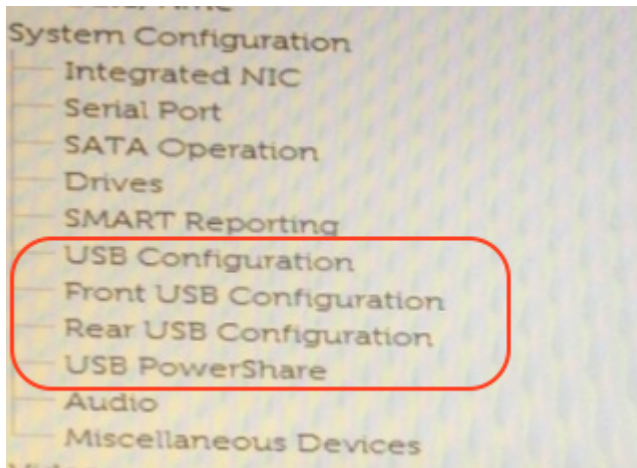 System Configuration
Integrated NIC
Serial Port
SATA Operation
Drives
SMART Reporting
USB Configuration
Front USB Configuration
Rear USB Configuration
USB PowerShare
Audio
Miscellaneous Devices